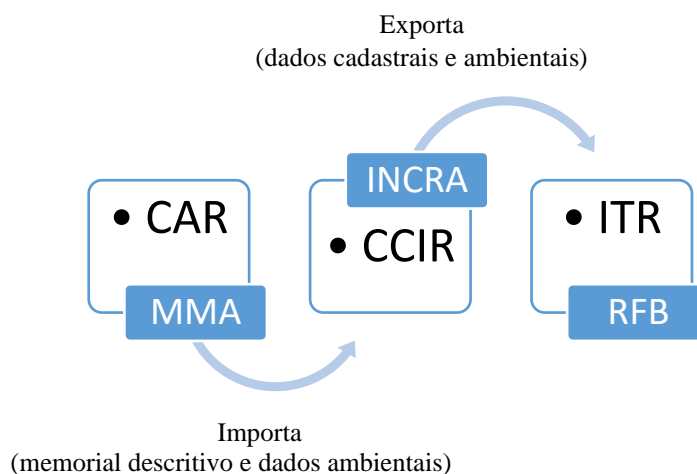 Exporta
(dados cadastrais e ambientais)
INCRA
• CAR
• CCIR
• ITR
MMA
RFB
Importa
(memorial descritivo e dados ambientais)